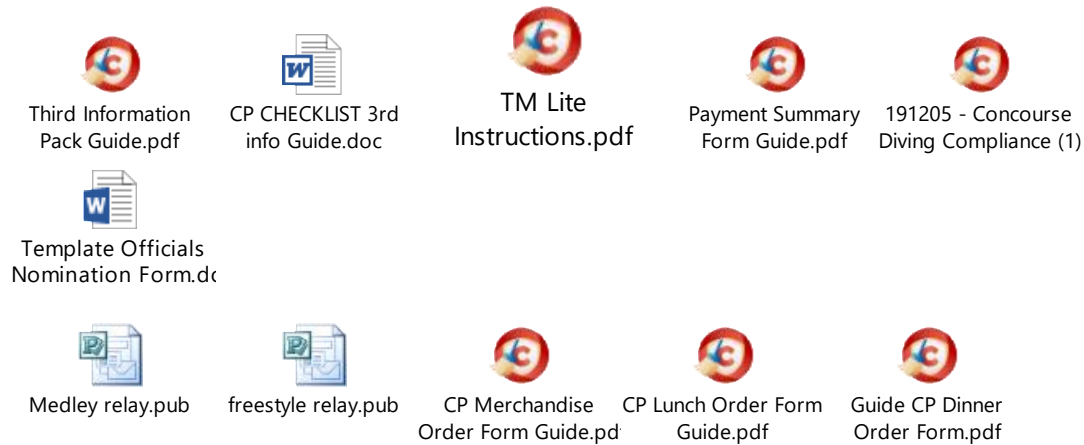 Third Information
Pack Guide.pdf
CP CHECKLIST 3rd
info Guide.doc
TM Lite
Instructions.pdf
Payment Summary
Form Guide.pdf
191205 - Concourse
Diving Compliance (1)
Template Officials
Nomination Form.do
Medley relay.pub
freestyle relay.pub
CP Merchandise
Order Form Guide.pd
CP Lunch Order Form
Guide.pdf
Guide CP Dinner
Order Form.pdf